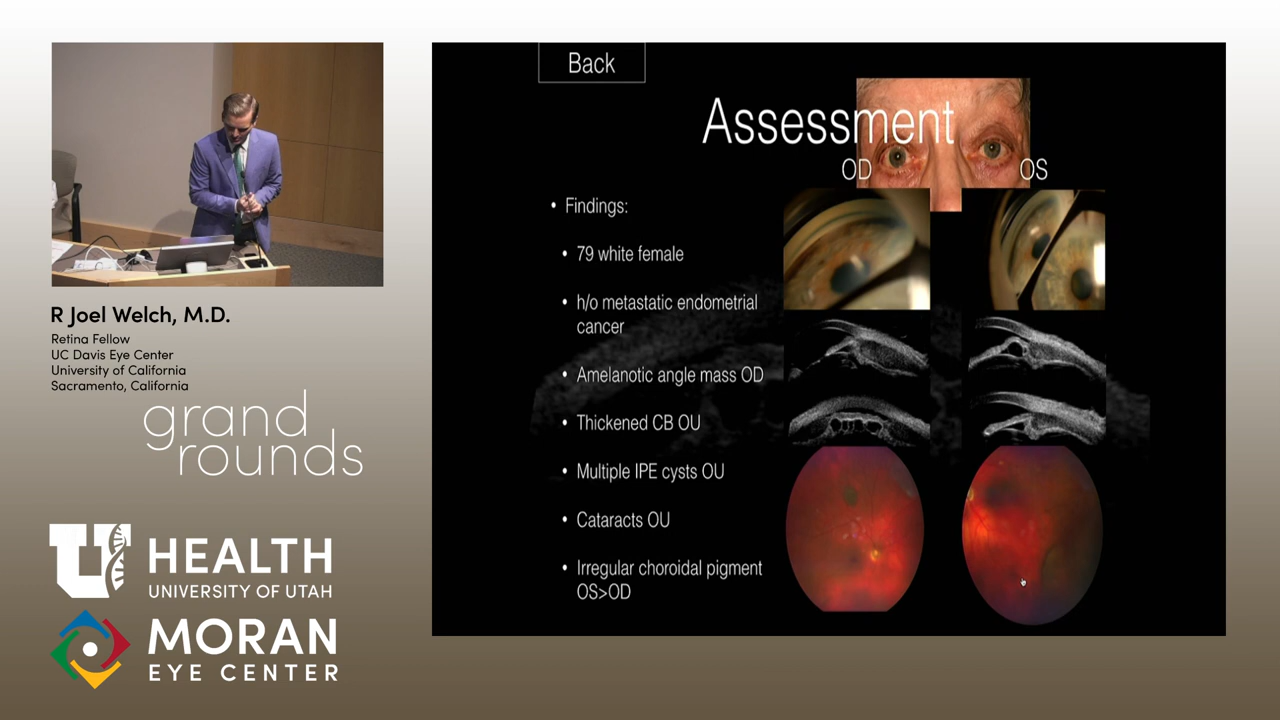 Back
Assessment
OD
OS
• Findings:
• 79 white female
• h/o metastatic endometrial
cancer
• Amelanotic angle mass OD
• Thickened CB OU
• Multiple IPE cysts OU
• Cataracts OU
• Irregular choroidal pigment
OS>OD
R Joel Welch, M.D.
Retina Fellow
UC Davis Eye Center
University of California
Sacramento, California
grand
rounds
U HEALTH
UNIVERSITY OF UTAH
MORAN
EYE CENTER